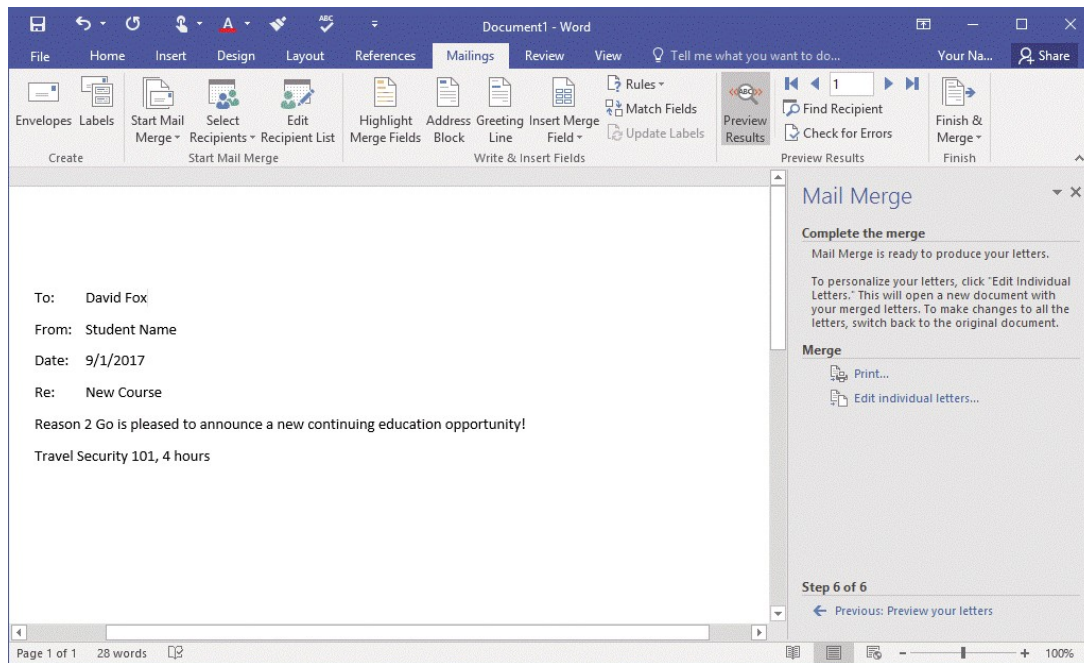 Document1 - Word
File Home Insert Design Layout References Mailings Review View Tell me what you want to do... Your Na... Share
Envelopes Labels Start Mail Merge Select Recipients Edit Recipient List Highlight Merge Fields Address Block Greeting Line Insert Merge Field Rules Match Fields Update Labels «ABC» Preview Results 1 Find Recipient Check for Errors Finish & Merge
Create Start Mail Merge Write & Insert Fields Preview Results Finish
To: David Fox
From: Student Name
Date: 9/1/2017
Re: New Course
Reason 2 Go is pleased to announce a new continuing education opportunity!
Travel Security 101, 4 hours
Mail Merge
Complete the merge
Mail Merge is ready to produce your letters.
To personalize your letters, click "Edit Individual
Letters." This will open a new document with
your merged letters. To make changes to all the
letters, switch back to the original document.
Merge
Print...
Edit individual letters...
Step 6 of 6
Previous: Preview your letters
Page 1 of 1 28 words 100%